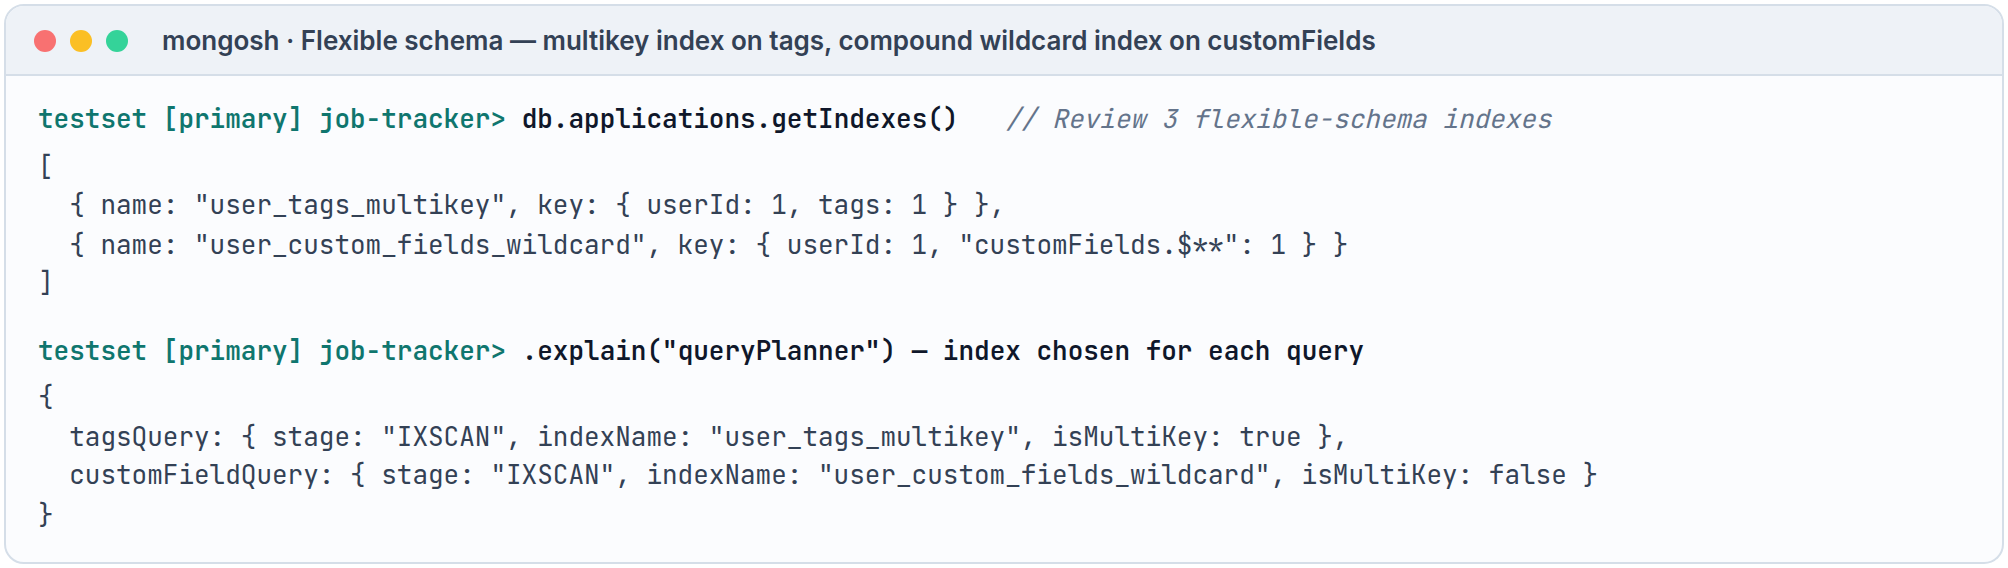 mongosh · Flexible schema — multikey index on tags, compound wildcard index on customFields
testset [primary] job-tracker> db.applications.getIndexes()   // Review 3 flexible-schema indexes
[
  { name: "user_tags_multikey", key: { userId: 1, tags: 1 } },
  { name: "user_custom_fields_wildcard", key: { userId: 1, "customFields.$**": 1 } }
]
testset [primary] job-tracker> .explain("queryPlanner") — index chosen for each query
{
  tagsQuery: { stage: "IXSCAN", indexName: "user_tags_multikey", isMultiKey: true },
  customFieldQuery: { stage: "IXSCAN", indexName: "user_custom_fields_wildcard", isMultiKey: false }
}